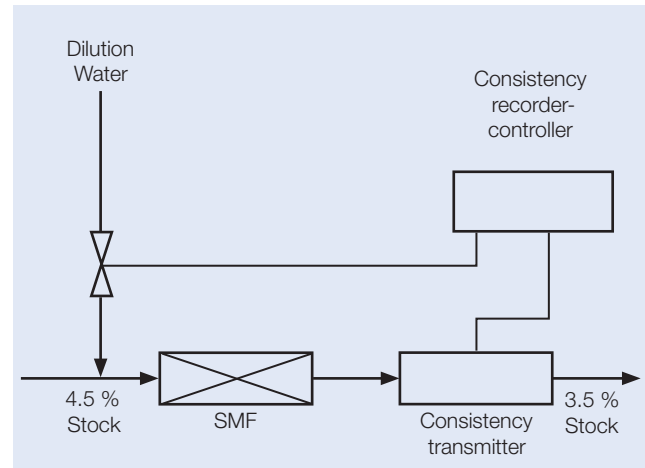 Dilution
Water
Consistency
recorder-
controller
4.5 %
Stock
SMF
Consistency
transmitter
3.5 %
Stock